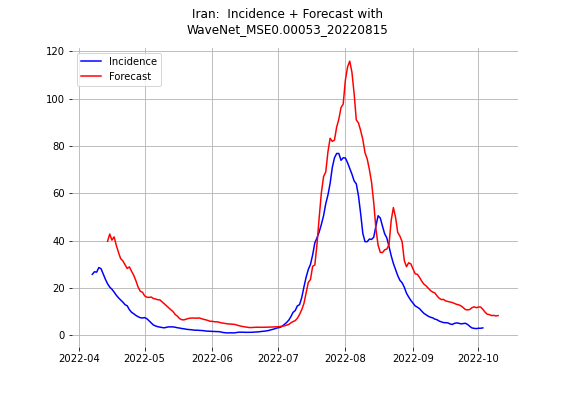 Iran:  Incidence + Forecast with
WaveNet_MSE0.00053_20220815
120
100
80
60
40
20
0
Incidence
Forecast
2022-04 2022-05 2022-06 2022-07 2022-08 2022-09 2022-10